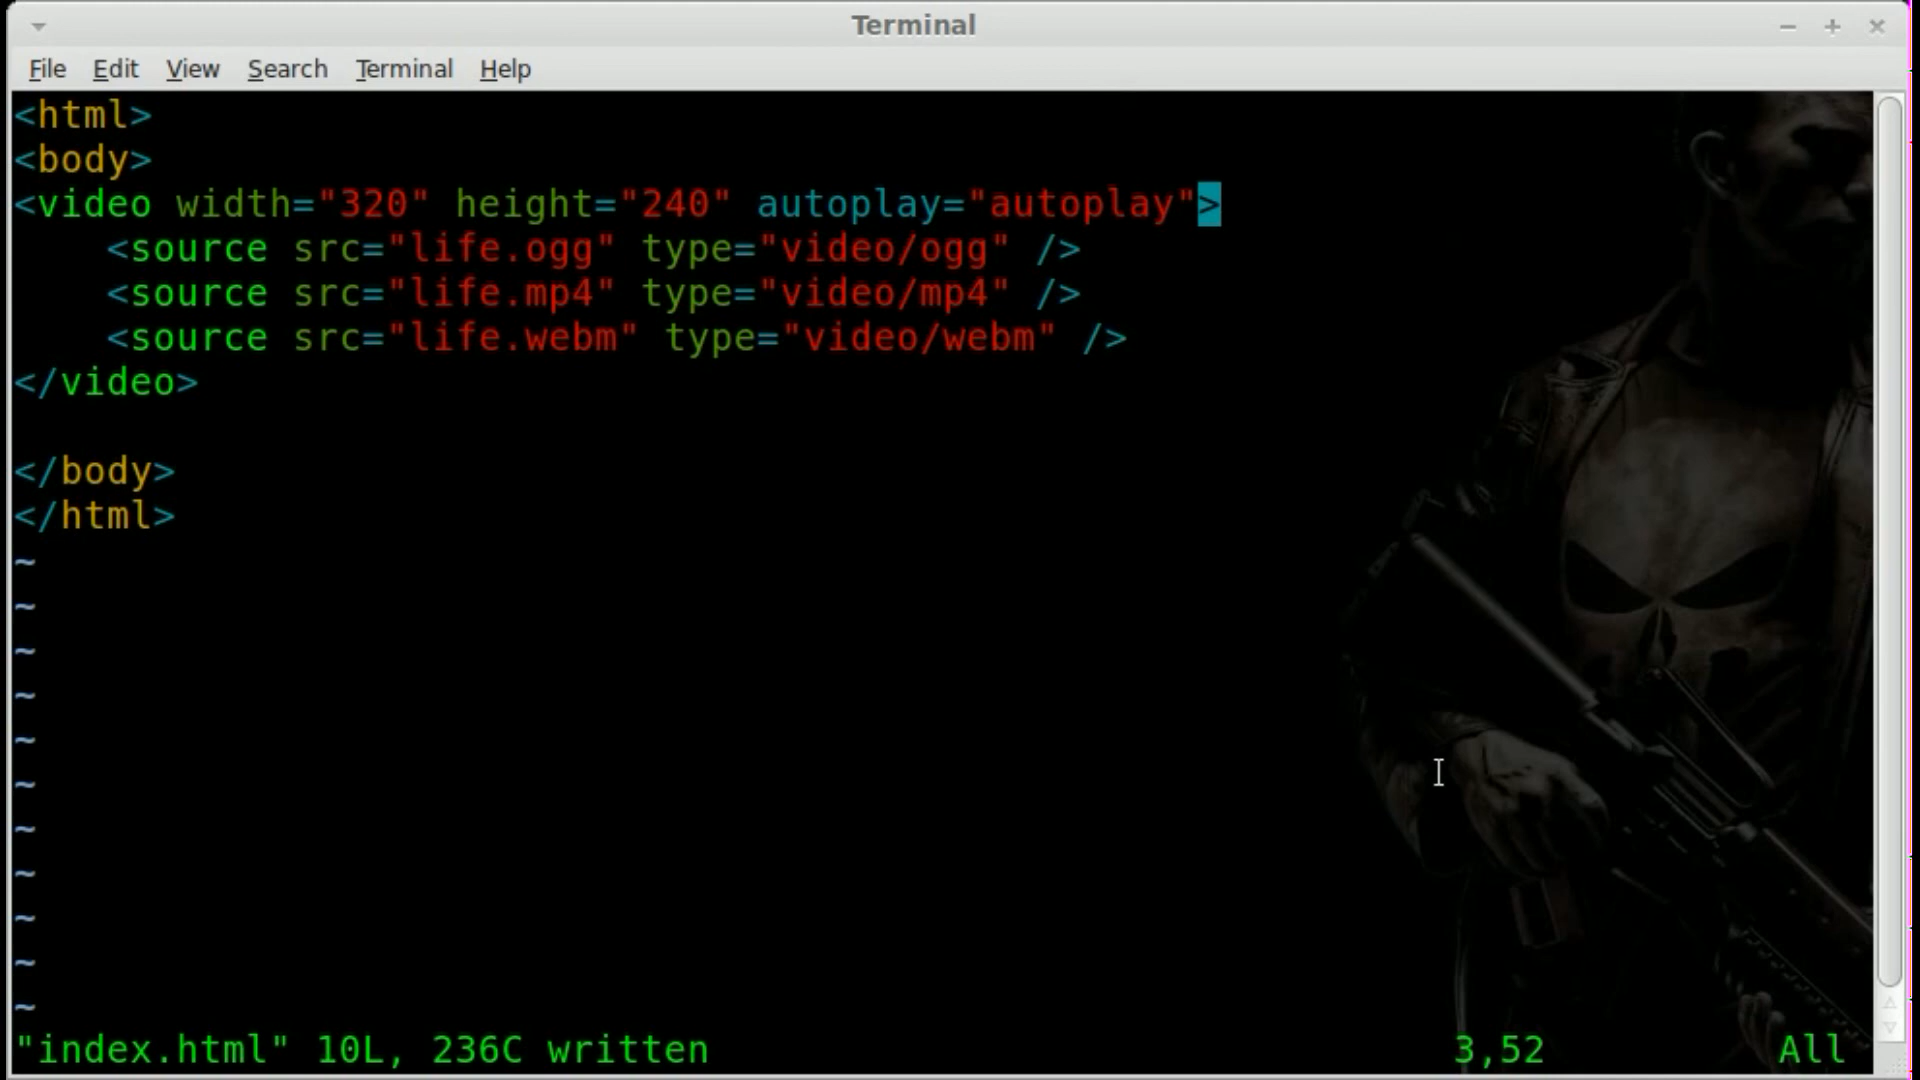 Terminal
File Edit View Search Terminal Help
<html>
<body>
<video width="320" height="240" autoplay="autoplay">
    <source src="life.ogg" type="video/ogg" />
    <source src="life.mp4" type="video/mp4" />
    <source src="life.webm" type="video/webm" />
</video>

</body>
</html>
~
~
~
~
~
~
~
~
~
~
~
"index.html" 10L, 236C written 3,52 All